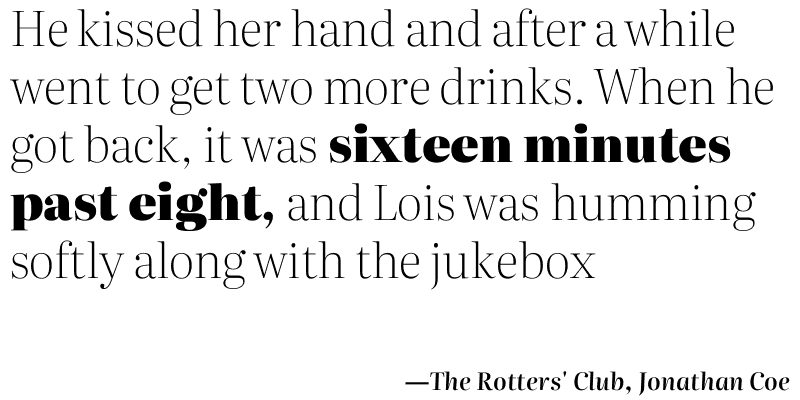 He kissed her hand and after a while
went to get two more drinks. When he
got back, it was sixteen minutes
past eight, and Lois was humming
softly along with the jukebox
—The Rotters' Club, Jonathan Coe